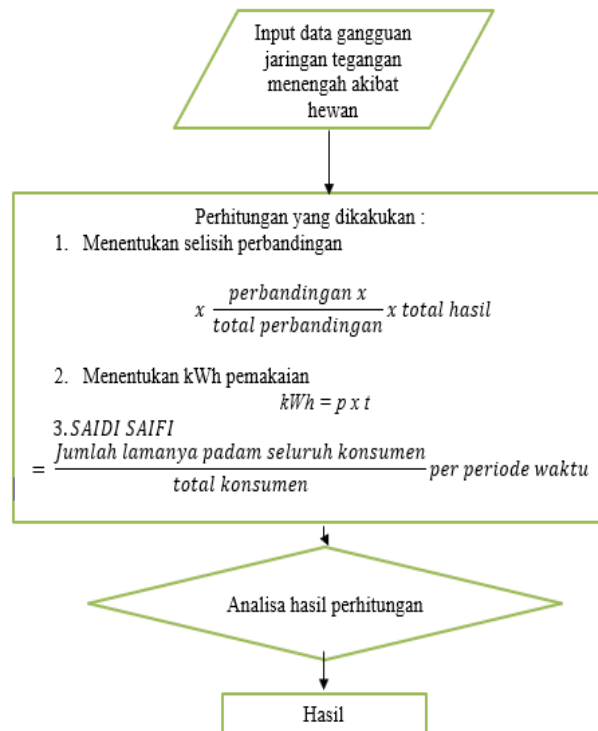 Input data gangguan
jaringan tegangan
menengah akibat
hewan
Perhitungan yang dikakukan :
1. Menentukan selisih perbandingan
x perbandingan x / total perbandingan x total hasil
2. Menentukan kWh pemakaian
kWh = p x t
3.SAIDI SAIFI
= Jumlah lamanya padam seluruh konsumen / total konsumen per periode waktu
Analisa hasil perhitungan
Hasil